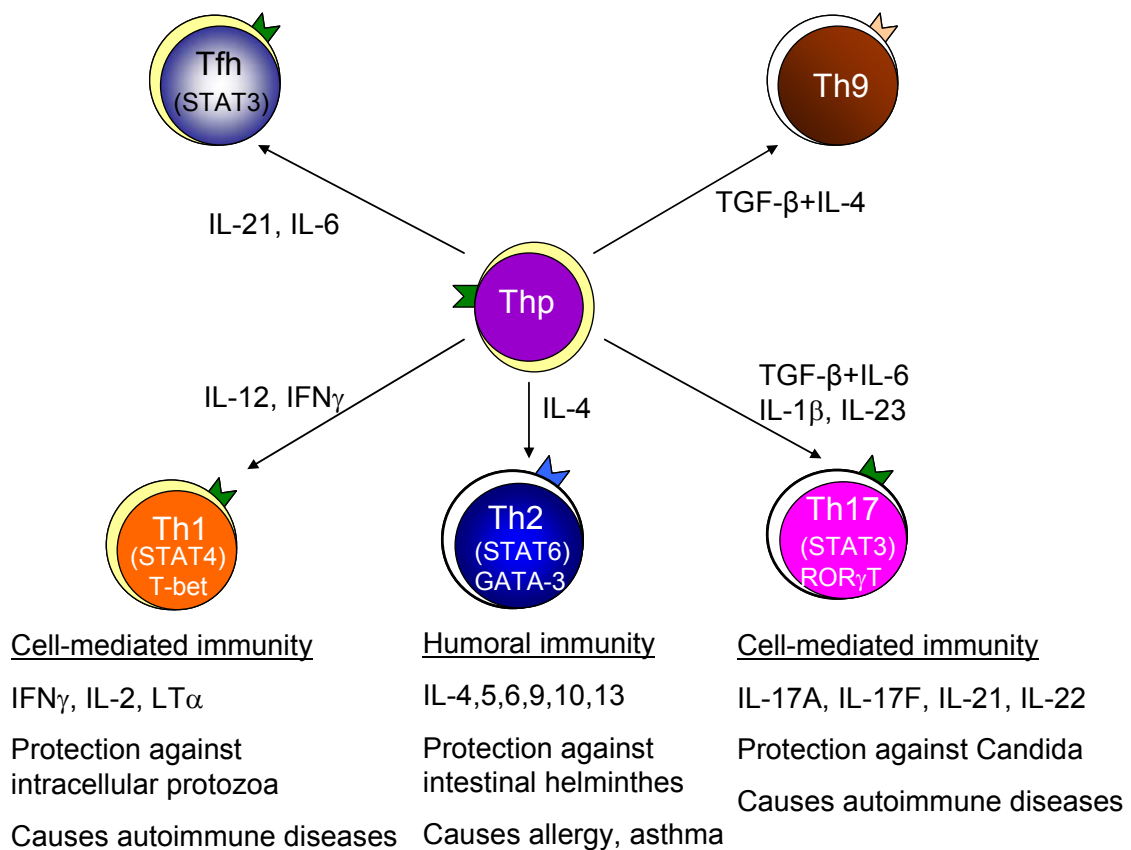 Tfh
(STAT3)
Th9
IL-21, IL-6
TGF-β+IL-4
Thp
IL-12, IFNγ
IL-4
TGF-β+IL-6
IL-1β, IL-23
Th1
(STAT4)
T-bet
Th2
(STAT6)
GATA-3
Th17
(STAT3)
RORγT
Cell-mediated immunity
IFNγ, IL-2, LTα
Protection against
intracellular protozoa
Causes autoimmune diseases
Humoral immunity
IL-4,5,6,9,10,13
Protection against
intestinal helminthes
Causes allergy, asthma
Cell-mediated immunity
IL-17A, IL-17F, IL-21, IL-22
Protection against Candida
Causes autoimmune diseases